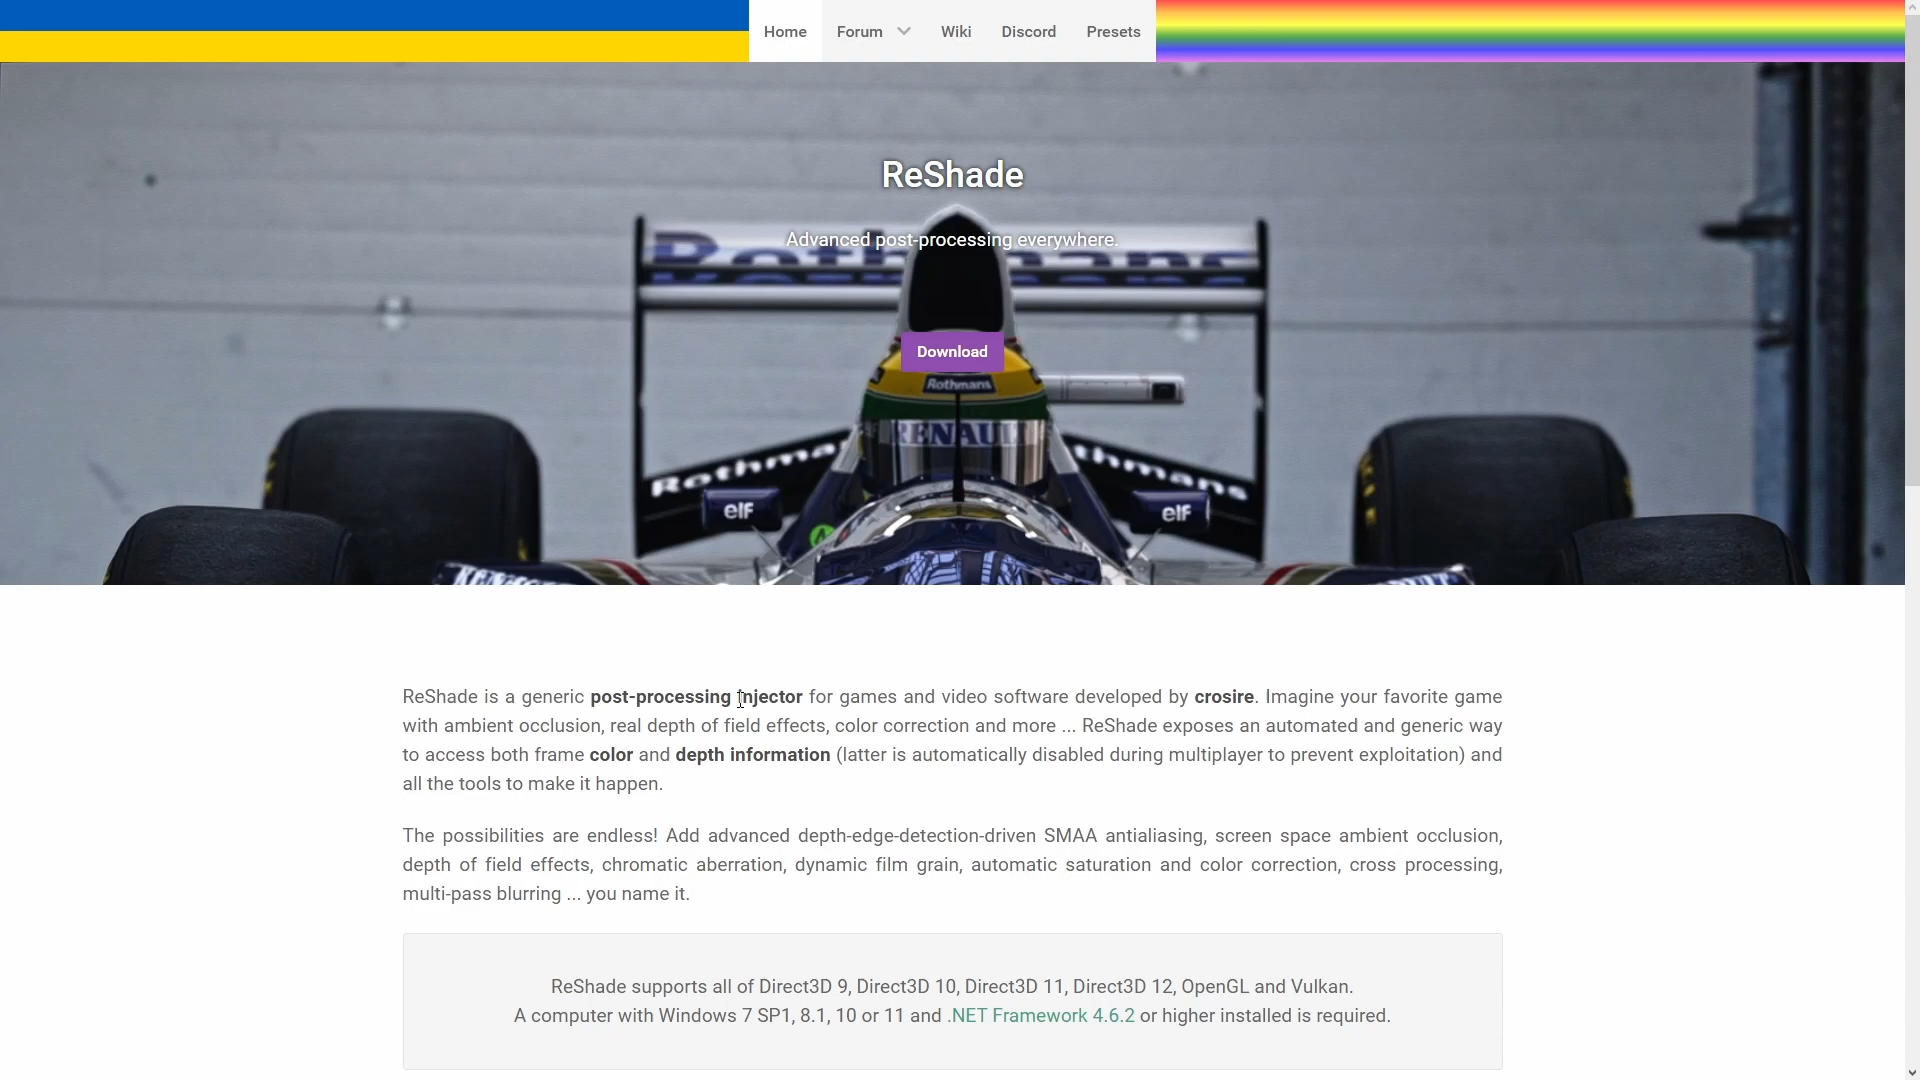 Home Forum Wiki Discord Presets
ReShade
Advanced post-processing everywhere.
Rothmans
Download
Rothmans
RENAULT
elf
elf
ReShade is a generic post-processing injector for games and video software developed by crosire. Imagine your favorite game
with ambient occlusion, real depth of field effects, color correction and more ... ReShade exposes an automated and generic way
to access both frame color and depth information (latter is automatically disabled during multiplayer to prevent exploitation) and
all the tools to make it happen.
The possibilities are endless! Add advanced depth-edge-detection-driven SMAA antialiasing, screen space ambient occlusion,
depth of field effects, chromatic aberration, dynamic film grain, automatic saturation and color correction, cross processing,
multi-pass blurring ... you name it.
ReShade supports all of Direct3D 9, Direct3D 10, Direct3D 11, Direct3D 12, OpenGL and Vulkan.
A computer with Windows 7 SP1, 8.1, 10 or 11 and .NET Framework 4.6.2 or higher installed is required.